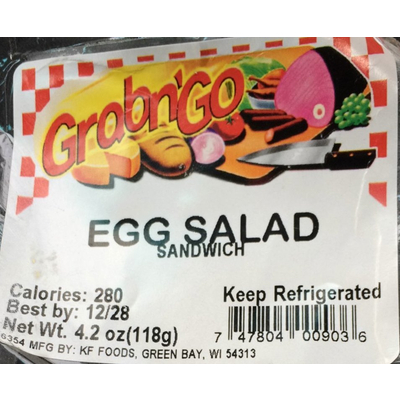 Grabn'Go
EGG SALAD
SANDWICH
Calories: 280
Best by: 12/28
Net Wt. 4.2 oz(118g)
Keep Refrigerated
7 47804 00903 6
6354 MFG BY: KF FOODS, GREEN BAY, WI 54313